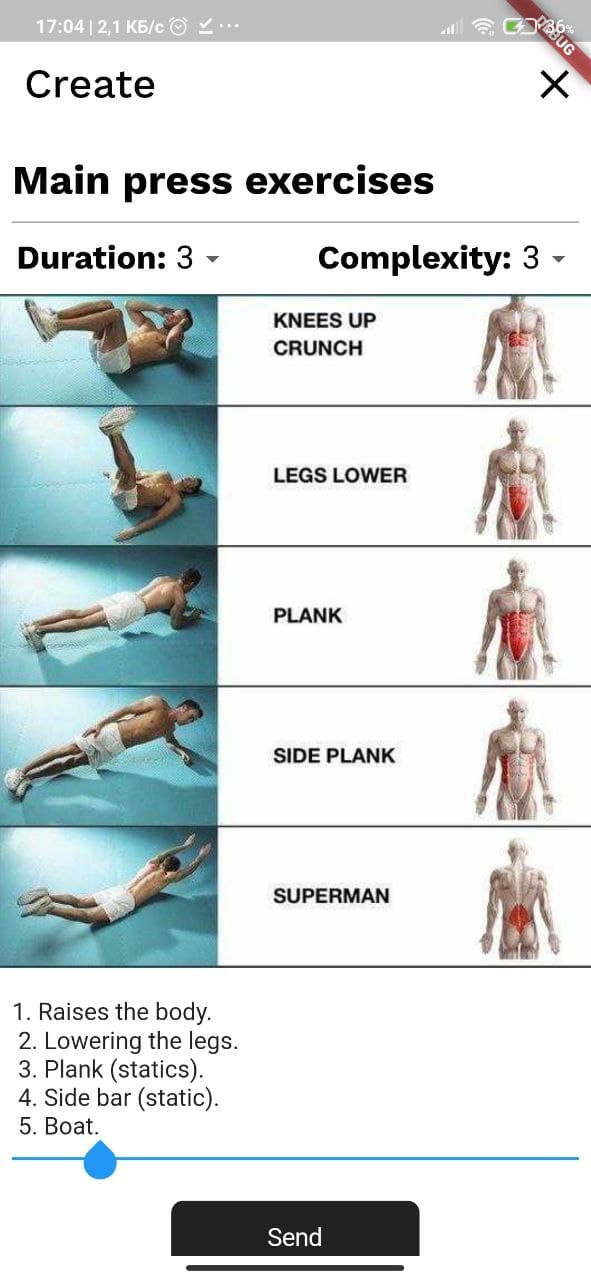 17:04 | 2,1 КБ/с ...
36%
DEBUG
Create
Main press exercises
Duration: 3 Complexity: 3
KNEES UP
CRUNCH
LEGS LOWER
PLANK
SIDE PLANK
SUPERMAN
1. Raises the body.
2. Lowering the legs.
3. Plank (statics).
4. Side bar (static).
5. Boat.
Send